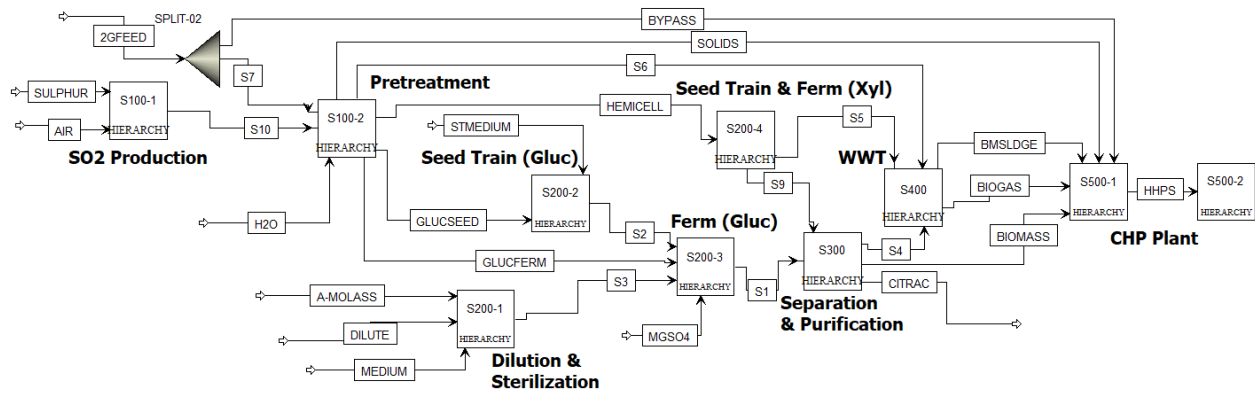 SPLIT-02
BYPASS
2GFEED
SOLIDS
S7
S6
Pretreatment
Seed Train & Ferm (Xyl)
SULPHUR
S100-1
S100-2
HEMICELL
S5
AIR
HIERARCHY
S10
HIERARCHY
STMEDIUM
S200-4
HIERARCHY
WWT
BMSLDGE
SO2 Production
Seed Train (Gluc)
S9
S400
HIERARCHY
BIOGAS
S500-1
HIERARCHY
HHPS
S500-2
HIERARCHY
S200-2
HIERARCHY
H2O
GLUCSEED
S2
Ferm (Gluc)
S300
HIERARCHY
S4
BIOMASS
CHP Plant
GLUCFERM
S200-3
HIERARCHY
S1
CITRAC
A-MOLASS
S3
S200-1
HIERARCHY
Separation
& Purification
DILUTE
MGSO4
MEDIUM
Dilution &
Sterilization